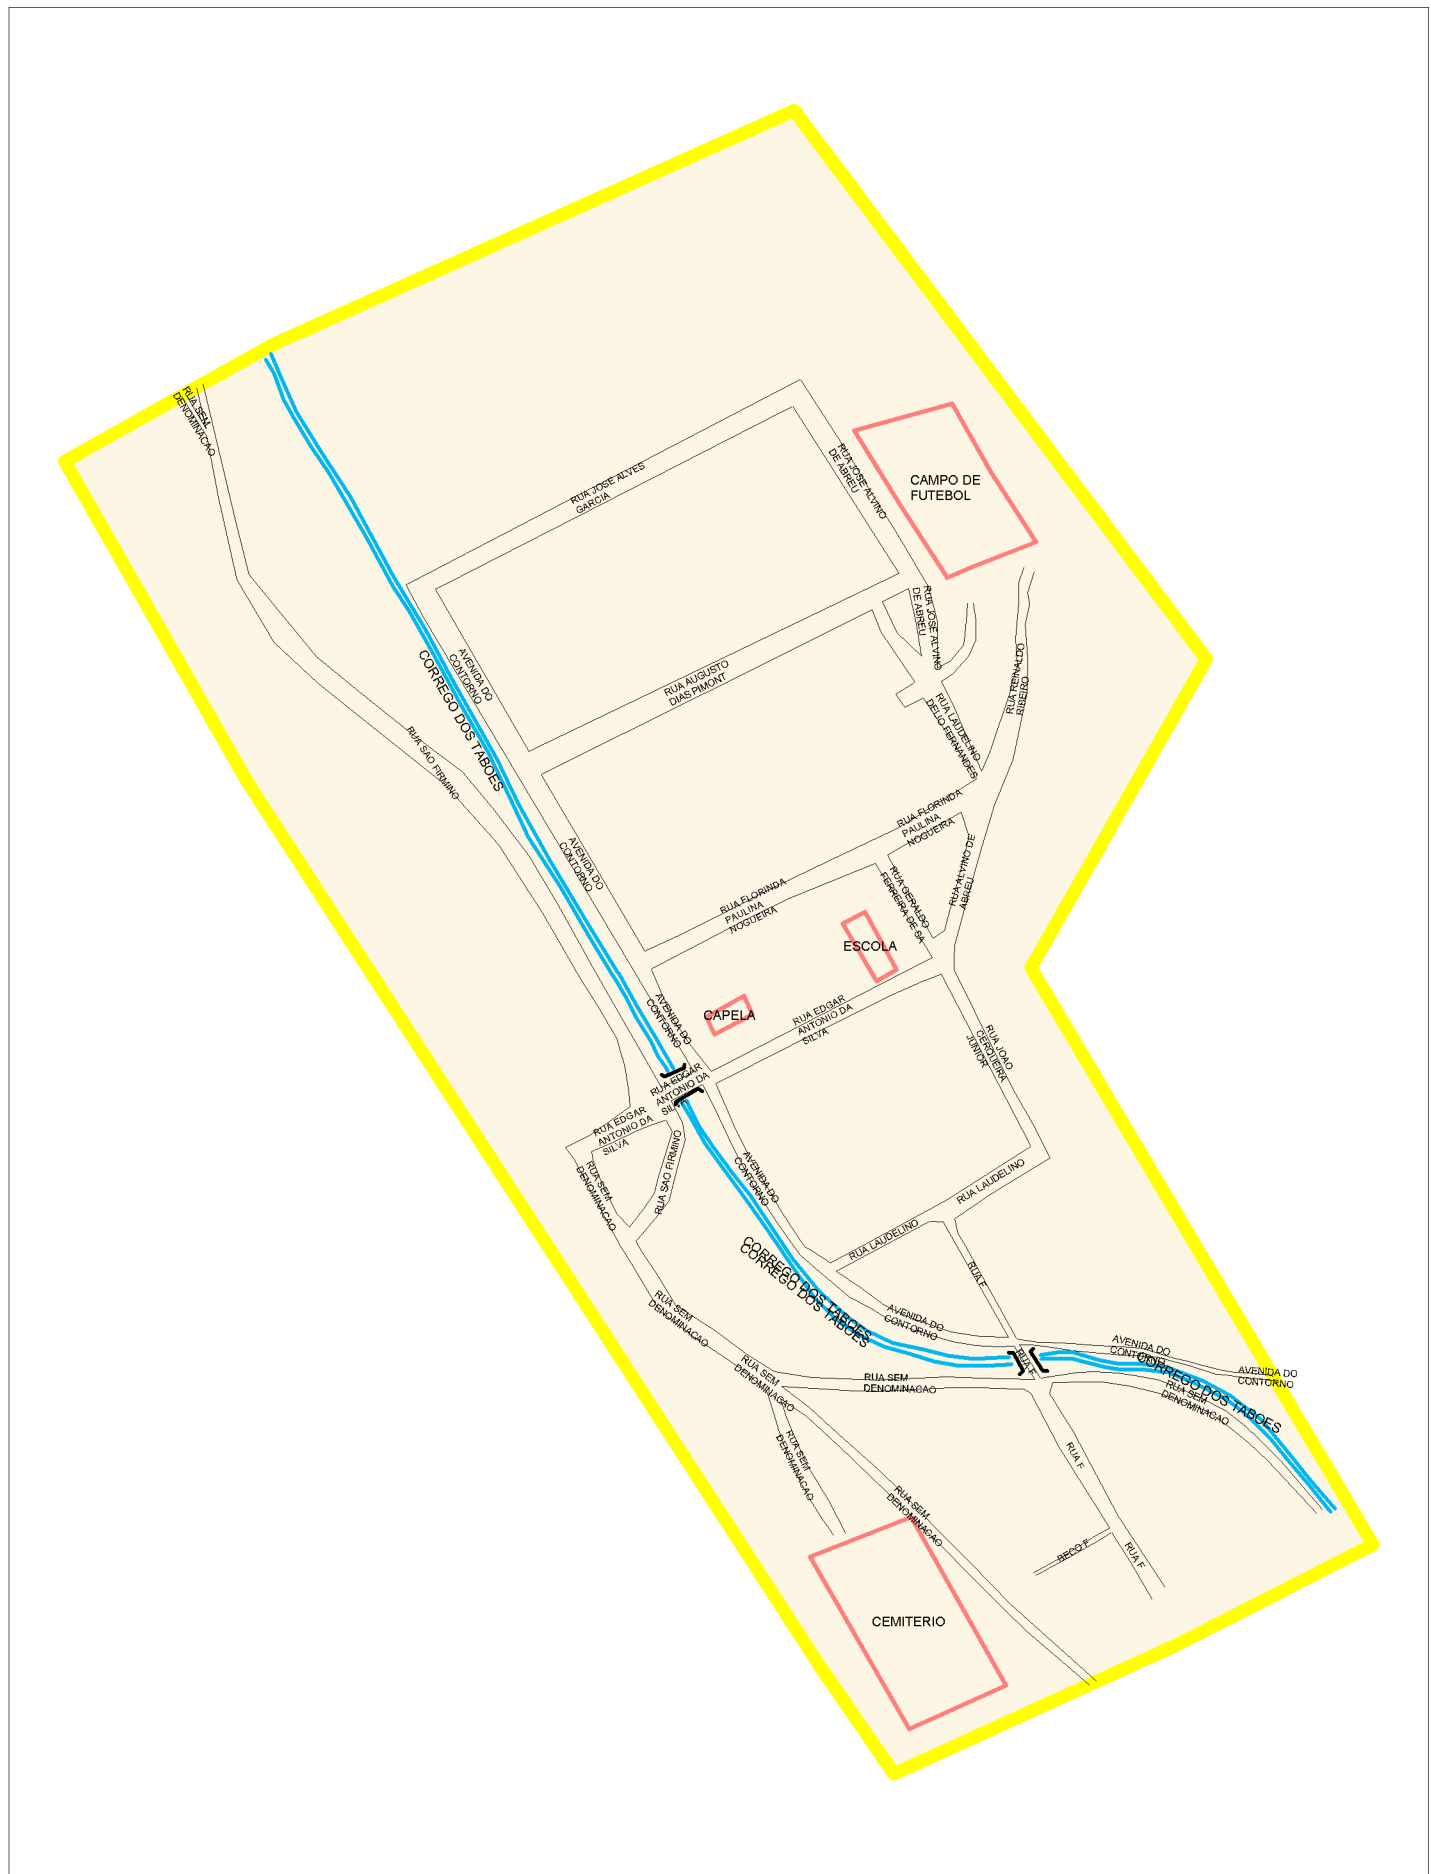 RUA SEM
DENOMINACAO
RUA JOSE ALVES
GARCIA
RUA JOSE ALVINO
DE ABREU
CAMPO DE
FUTEBOL
RUA JOSE ALVINO
DE ABREU
AVENIDA DO
CONTORNO
CORREGO DOS TABOES
RUA AUGUSTO
DIAS PIMONT
RUA REINALDO
RIBEIRO
RUA LAUDELINO
DELIO FERNANDES
RUA SAO FIRMINO
RUA FLORINDA
PAULINA
NOGUEIRA
AVENIDA DO
CONTORNO
RUA ALVINO DE
ABREU
RUA GERALDO
FERREIRA DE SA
RUA FLORINDA
PAULINA
NOGUEIRA
ESCOLA
CAPELA
AVENIDA DO
CONTORNO
RUA EDGAR
ANTONIO DA
SILVA
RUA JOAO
CERQUEIRA
JUNIOR
RUA EDGAR
ANTONIO DA
SILVA
RUA EDGAR
ANTONIO DA
SILVA
RUA SEM
DENOMINACAO
RUA SAO FIRMINO
AVENIDA DO
CONTORNO
RUA LAUDELINO
RUA LAUDELINO
RUA F
CORREGO DOS TABOES
CORREGO DOS TABOES
RUA SEM
DENOMINACAO
AVENIDA DO
CONTORNO
AVENIDA DO
CONTORNO
RUA F
CORREGO DOS TABOES
AVENIDA DO
CONTORNO
RUA SEM
DENOMINACAO
RUA SEM
DENOMINACAO
RUA SEM
DENOMINACAO
RUA SEM
DENOMINACAO
RUA F
RUA SEM
DENOMINACAO
BECO F
RUA F
CEMITERIO